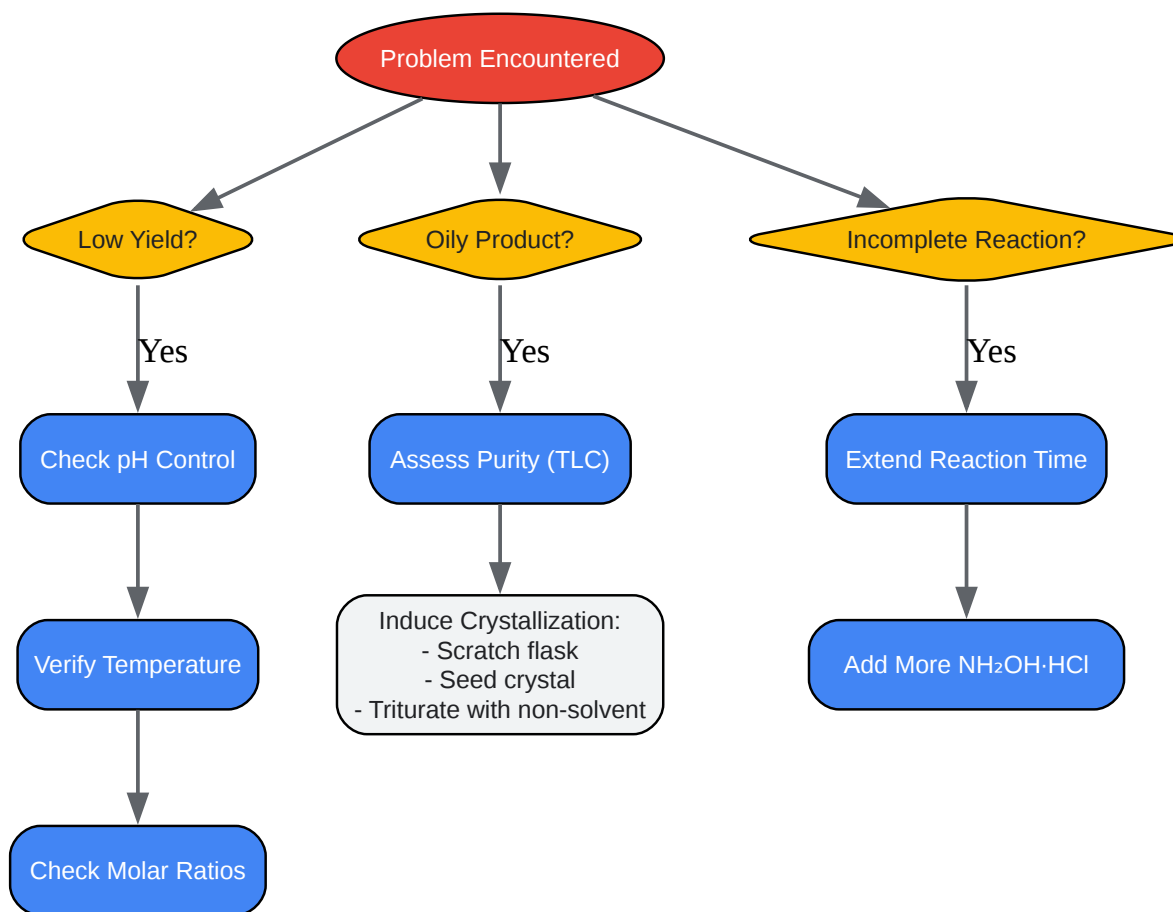 Problem Encountered
Low Yield?
Oily Product?
Incomplete Reaction?
Yes
Yes
Yes
Check pH Control
Assess Purity (TLC)
Extend Reaction Time
Induce Crystallization:
- Scratch flask
- Seed crystal
- Triturate with non-solvent
Verify Temperature
Add More NH₂OH·HCl
Check Molar Ratios